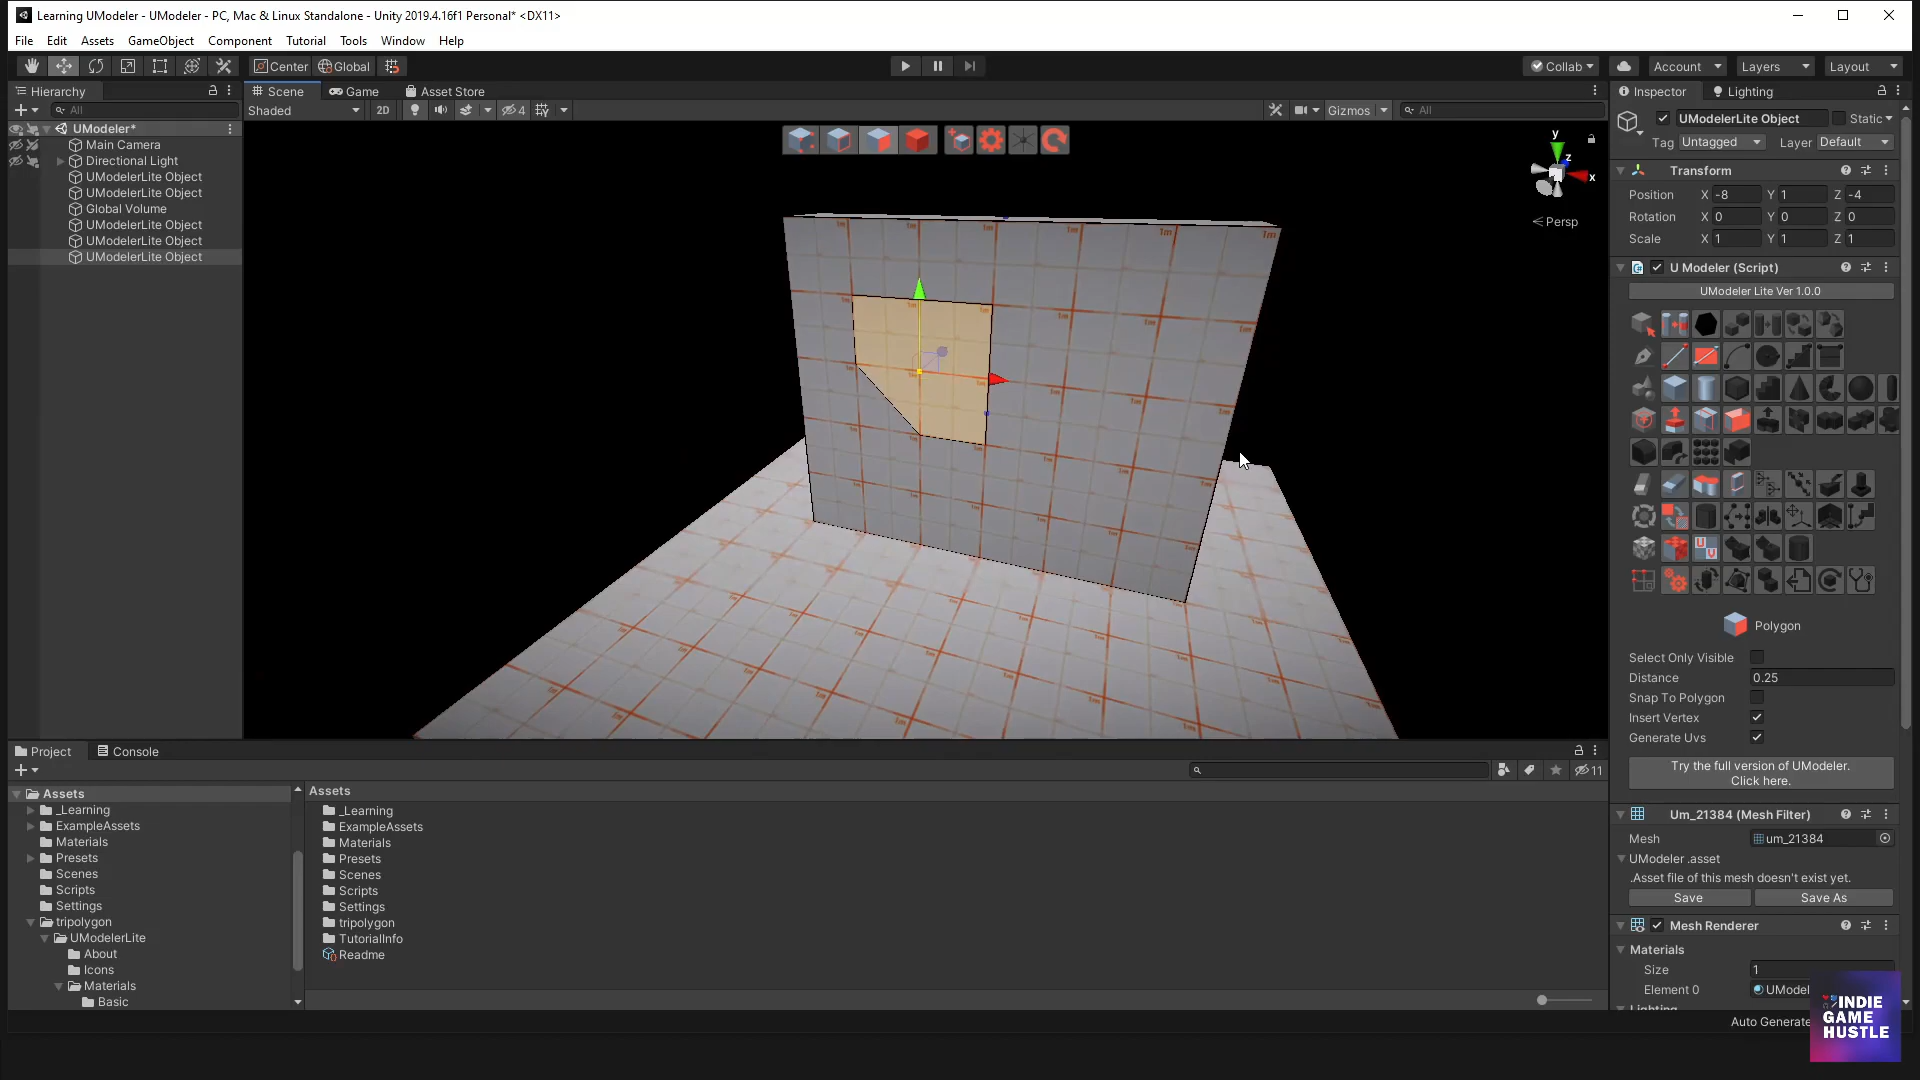 Learning UModeler - UModeler - PC, Mac & Linux Standalone - Unity 2019.4.16f1 Personal* <DX11>
File Edit Assets GameObject Component Tutorial Tools Window Help
Center Global
Collab Account Layers Layout
Hierarchy
Scene Game Asset Store
Inspector Lighting
All
Shaded 2D 4 Gizmos All
UModeler*
Main Camera
Directional Light
UModelerLite Object
UModelerLite Object
Global Volume
UModelerLite Object
UModelerLite Object
UModelerLite Object
y
z
x
Persp
UModelerLite Object Static
Tag Untagged Layer Default
Transform
Position X -8 Y 1 Z -4
Rotation X 0 Y 0 Z 0
Scale X 1 Y 1 Z 1
U Modeler (Script)
UModeler Lite Ver 1.0.0
Polygon
Select Only Visible
Distance 0.25
Snap To Polygon
Insert Vertex
Generate Uvs
Try the full version of UModeler.
Click here.
Um_21384 (Mesh Filter)
Mesh um_21384
UModeler .asset
.Asset file of this mesh doesn't exist yet.
Save Save As
Mesh Renderer
Materials
Size 1
Element 0 UModel
Lighting
Auto Generate
Project Console
11
Assets
_Learning
ExampleAssets
Materials
Presets
Scenes
Scripts
Settings
tripolygon
UModelerLite
About
Icons
Materials
Basic
Assets
_Learning
ExampleAssets
Materials
Presets
Scenes
Scripts
Settings
tripolygon
TutorialInfo
Readme
INDIE
GAME
HUSTLE